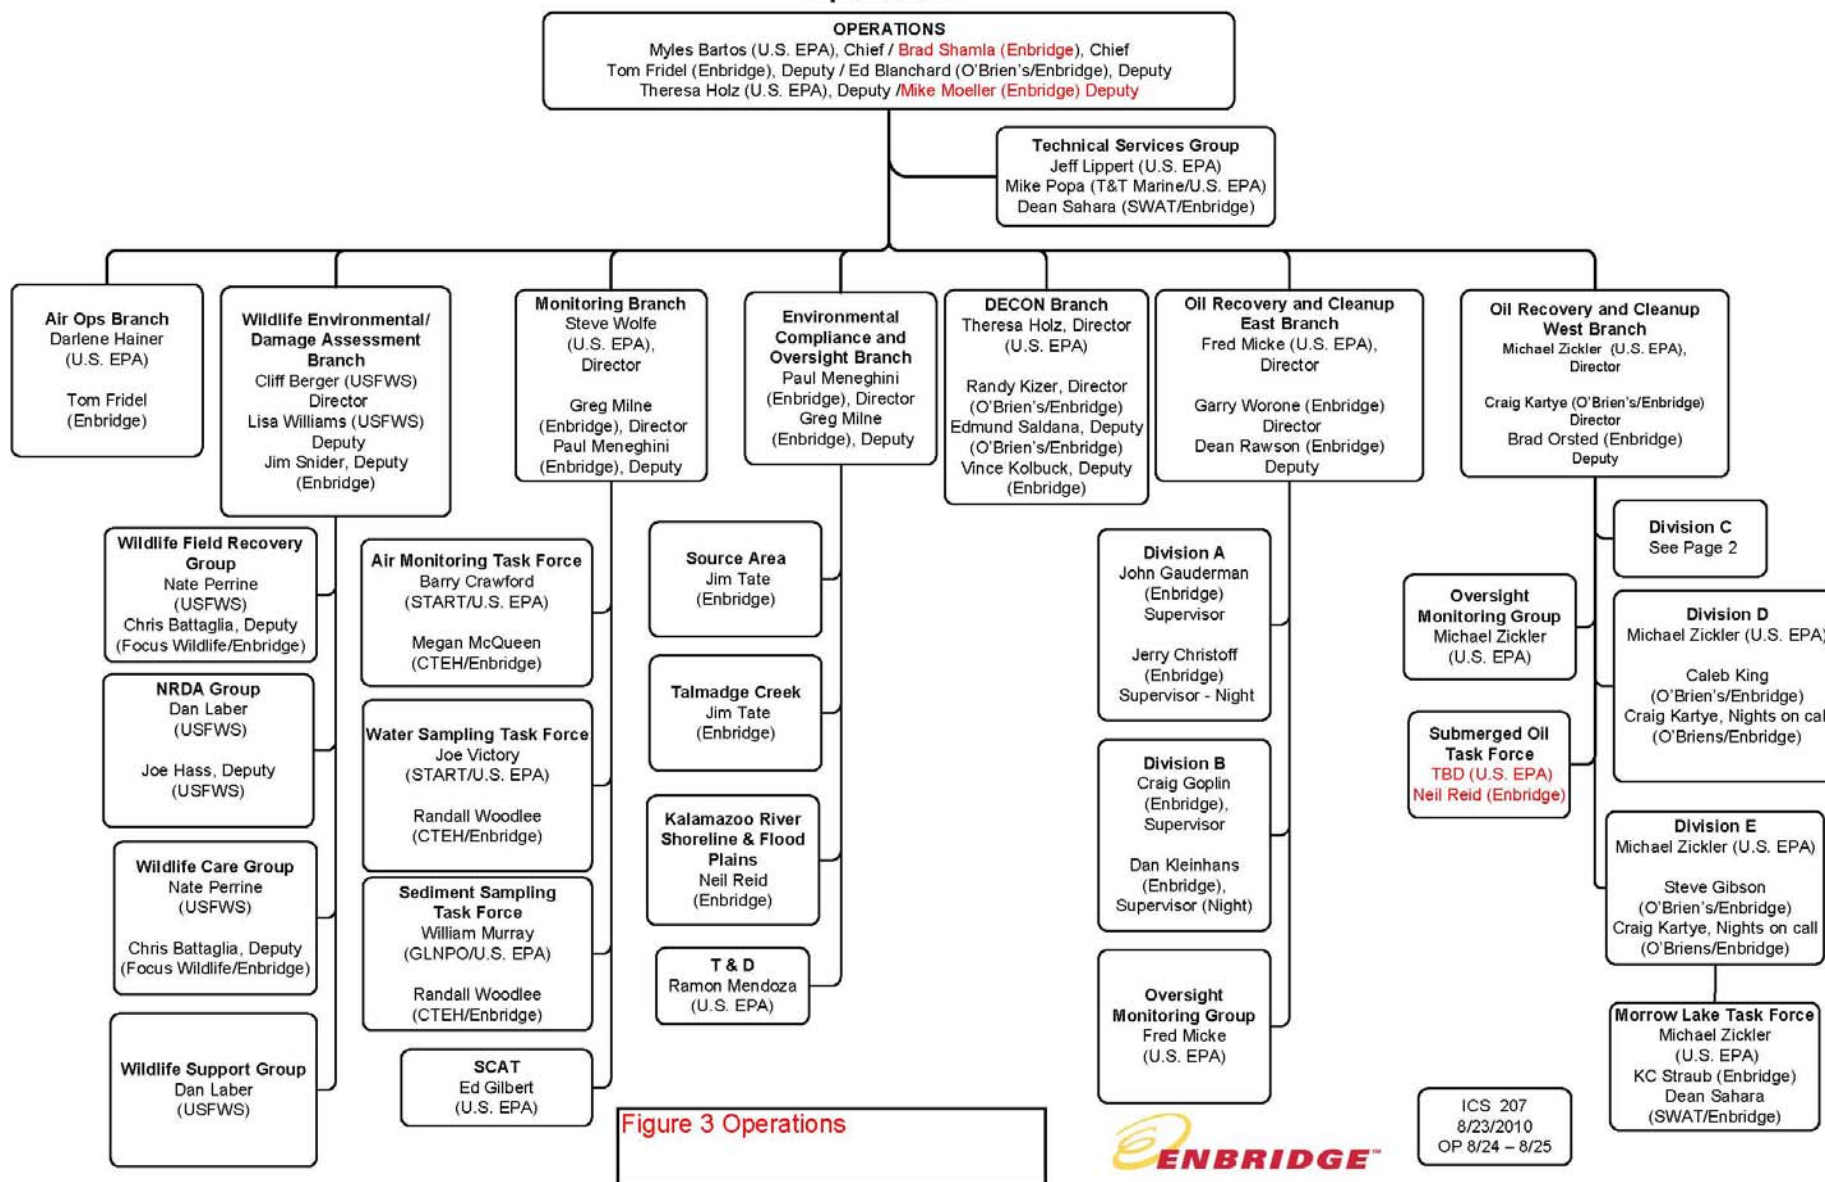 OPERATIONS
Myles Bartos (U.S. EPA), Chief / Brad Shamla (Enbridge), Chief
Tom Fridel (Enbridge), Deputy / Ed Blanchard (O'Brien's/Enbridge), Deputy
Theresa Holz (U.S. EPA), Deputy /Mike Moeller (Enbridge) Deputy
Technical Services Group
Jeff Lippert (U.S. EPA)
Mike Popa (T&T Marine/U.S. EPA)
Dean Sahara (SWAT/Enbridge)
Air Ops Branch
Darlene Hainer
(U.S. EPA)
Tom Fridel
(Enbridge)
Wildlife Environmental/
Damage Assessment
Branch
Cliff Berger (USFWS)
Director
Lisa Williams (USFWS)
Deputy
Jim Snider, Deputy
(Enbridge)
Monitoring Branch
Steve Wolfe
(U.S. EPA),
Director
Greg Milne
(Enbridge), Director
Paul Meneghini
(Enbridge), Deputy
Environmental
Compliance and
Oversight Branch
Paul Meneghini
(Enbridge), Director
Greg Milne
(Enbridge), Deputy
DECON Branch
Theresa Holz, Director
(U.S. EPA)
Randy Kizer, Director
(O'Brien's/Enbridge)
Edmund Saldana, Deputy
(O'Brien's/Enbridge)
Vince Kolbuck, Deputy
(Enbridge)
Oil Recovery and Cleanup
East Branch
Fred Micke (U.S. EPA),
Director
Garry Worone (Enbridge)
Director
Dean Rawson (Enbridge)
Deputy
Oil Recovery and Cleanup
West Branch
Michael Zickler (U.S. EPA),
Director
Craig Kartye (O'Brien's/Enbridge)
Director
Brad Orsted (Enbridge)
Deputy
Wildlife Field Recovery
Group
Nate Perrine
(USFWS)
Chris Battaglia, Deputy
(Focus Wildlife/Enbridge)
NRDA Group
Dan Laber
(USFWS)
Joe Hass, Deputy
(USFWS)
Wildlife Care Group
Nate Perrine
(USFWS)
Chris Battaglia, Deputy
(Focus Wildlife/Enbridge)
Wildlife Support Group
Dan Laber
(USFWS)
Air Monitoring Task Force
Barry Crawford
(START/U.S. EPA)
Megan McQueen
(CTEH/Enbridge)
Water Sampling Task Force
Joe Victory
(START/U.S. EPA)
Randall Woodlee
(CTEH/Enbridge)
Sediment Sampling
Task Force
William Murray
(GLNPO/U.S. EPA)
Randall Woodlee
(CTEH/Enbridge)
SCAT
Ed Gilbert
(U.S. EPA)
Source Area
Jim Tate
(Enbridge)
Talmadge Creek
Jim Tate
(Enbridge)
Kalamazoo River
Shoreline & Flood
Plains
Neil Reid
(Enbridge)
T & D
Ramon Mendoza
(U.S. EPA)
Division A
John Gauderman
(Enbridge)
Supervisor
Jerry Christoff
(Enbridge)
Supervisor - Night
Division B
Craig Goplin
(Enbridge),
Supervisor
Dan Kleinhans
(Enbridge),
Supervisor (Night)
Oversight
Monitoring Group
Fred Micke
(U.S. EPA)
Division C
See Page 2
Oversight
Monitoring Group
Michael Zickler
(U.S. EPA)
Division D
Michael Zickler (U.S. EPA)
Caleb King
(O'Brien's/Enbridge)
Craig Kartye, Nights on call
(O'Briens/Enbridge)
Submerged Oil
Task Force
TBD (U.S. EPA)
Neil Reid (Enbridge)
Division E
Michael Zickler (U.S. EPA)
Steve Gibson
(O'Brien's/Enbridge)
Craig Kartye, Nights on call
(O'Briens/Enbridge)
Morrow Lake Task Force
Michael Zickler
(U.S. EPA)
KC Straub (Enbridge)
Dean Sahara
(SWAT/Enbridge)
Figure 3 Operations
ENBRIDGE™
ICS 207
8/23/2010
OP 8/24 – 8/25